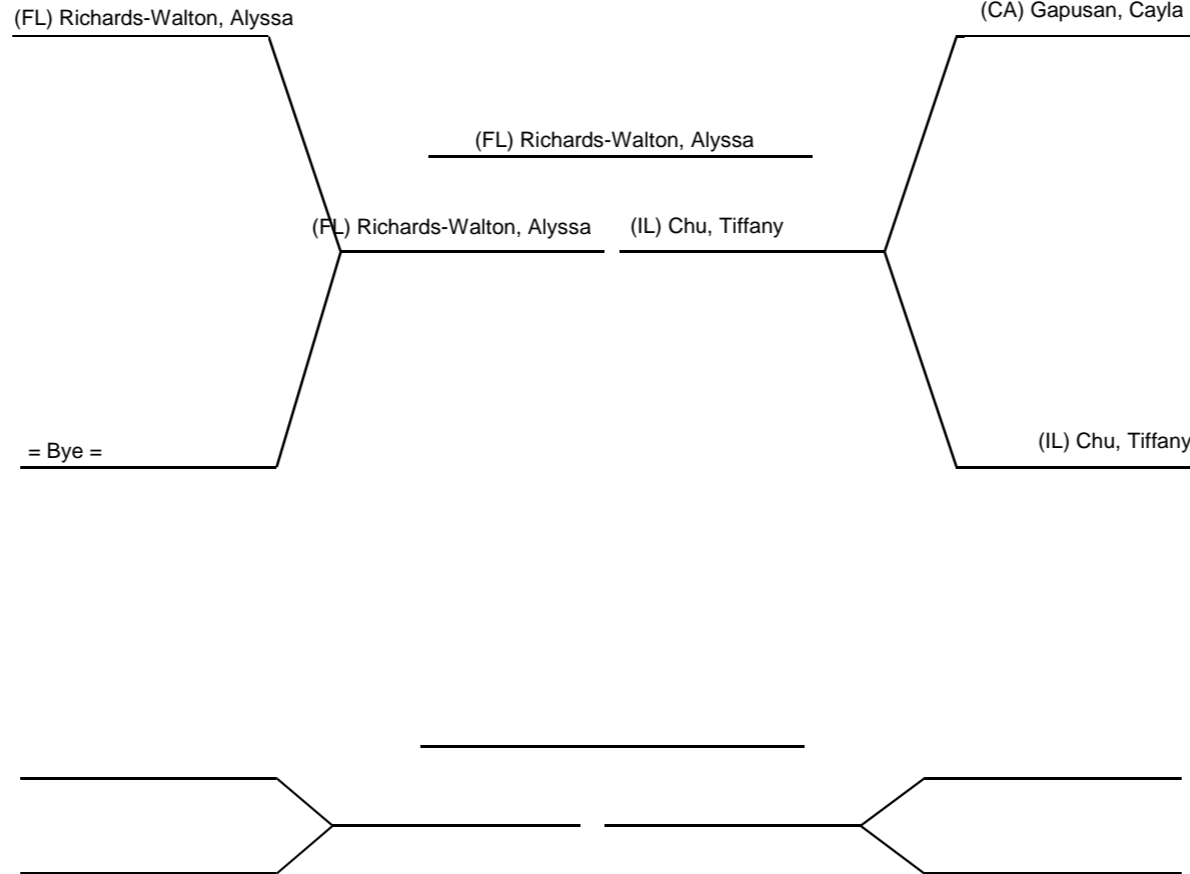 (FL) Richards-Walton, Alyssa
(CA) Gapusan, Cayla
(FL) Richards-Walton, Alyssa
(FL) Richards-Walton, Alyssa
(IL) Chu, Tiffany
= Bye =
(IL) Chu, Tiffany